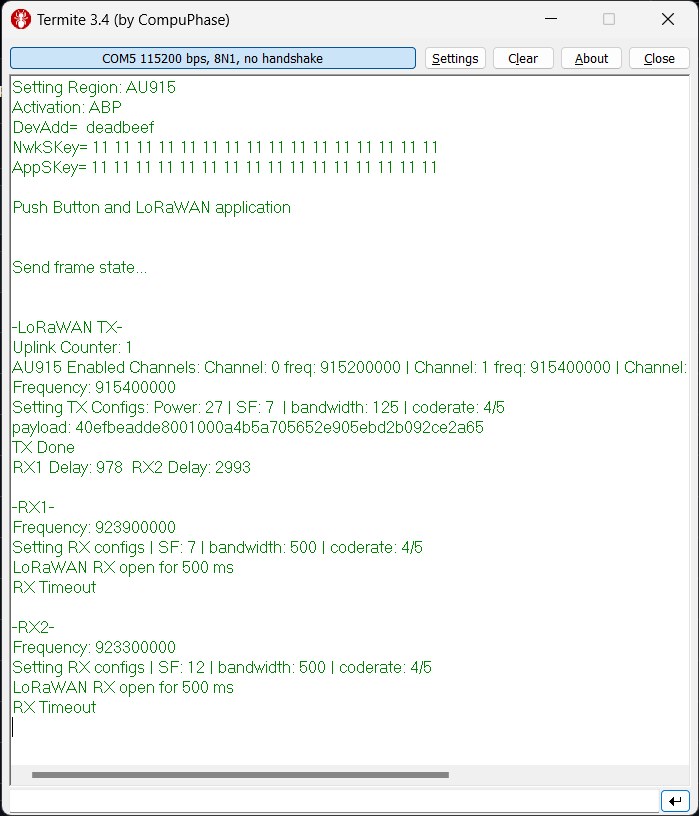 Termite 3.4 (by CompuPhase)
COM5 115200 bps, 8N1, no handshake
Settings
Clear
About
Close
Setting Region: AU915
Activation: ABP
DevAdd= deadbeef
NwkSKey= 11 11 11 11 11 11 11 11 11 11 11 11 11 11 11 11
AppSKey= 11 11 11 11 11 11 11 11 11 11 11 11 11 11 11 11
Push Button and LoRaWAN application
Send frame state...
-LoRaWAN TX-
Uplink Counter: 1
AU915 Enabled Channels: Channel: 0 freq: 915200000 | Channel: 1 freq: 915400000 | Channel:
Frequency: 915400000
Setting TX Configs: Power: 27 | SF: 7 | bandwidth: 125 | coderate: 4/5
payload: 40efbeadde8001000a4b5a705652e905ebd2b092ce2a65
TX Done
RX1 Delay: 978 RX2 Delay: 2993
-RX1-
Frequency: 923900000
Setting RX configs | SF: 7 | bandwidth: 500 | coderate: 4/5
LoRaWAN RX open for 500 ms
RX Timeout
-RX2-
Frequency: 923300000
Setting RX configs | SF: 12 | bandwidth: 500 | coderate: 4/5
LoRaWAN RX open for 500 ms
RX Timeout